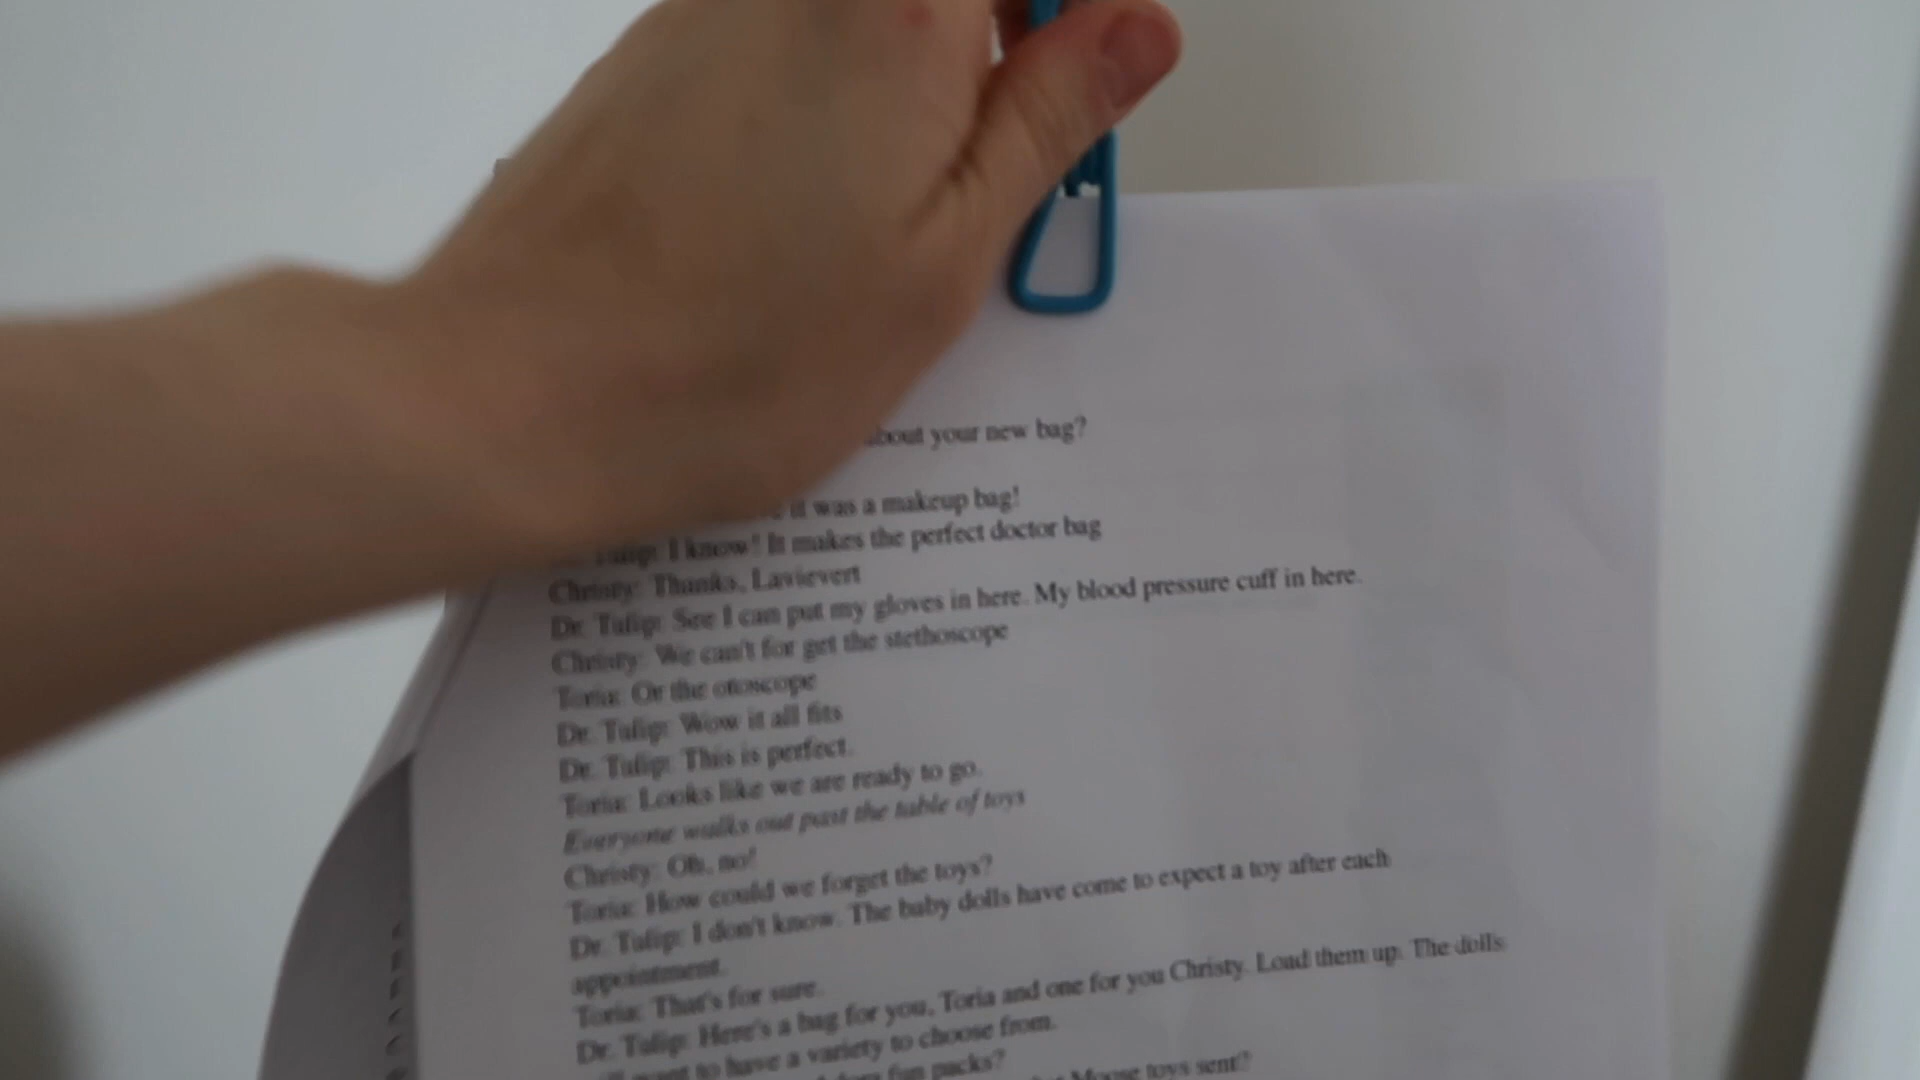 about your new bag?
it was a makeup bag!
Tulip: I know! It makes the perfect doctor bag
Christy: Thanks, Lavievert
Dr. Tulip: See I can put my gloves in here. My blood pressure cuff in here.
Christy: We can't for get the stethoscope
Toria: Or the otoscope
Dr. Tulip: Wow it all fits
Dr. Tulip: This is perfect.
Toria: Looks like we are ready to go.
Everyone walks out past the table of toys
Christy: Oh, no!
Toria: How could we forget the toys?
Dr. Tulip: I don't know. The baby dolls have come to expect a toy after each
appointment.
Toria: That's for sure.
Dr. Tulip: Here's a bag for you, Toria and one for you Christy. Load them up. The dolls
want to have a variety to choose from.
fun packs?
Moose toys sent?